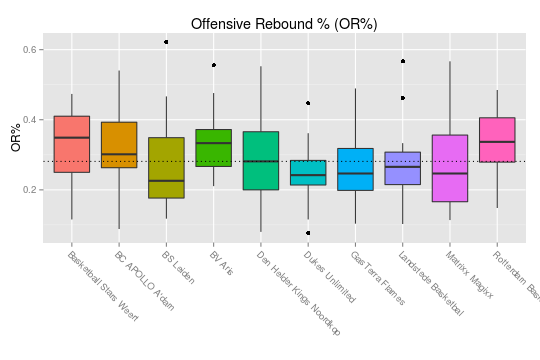 Offensive Rebound % (OR%)
OR%
0.6
0.4
0.2
Basketball Stars Weert
BC APOLLO A'dam
BS Leiden
BV Aris
Den Helder Kings Noordkop
Dukes Unlimited
GasTerra Flames
Landstede Basketbal
Matrixx Magixx
Rotterdam Bas